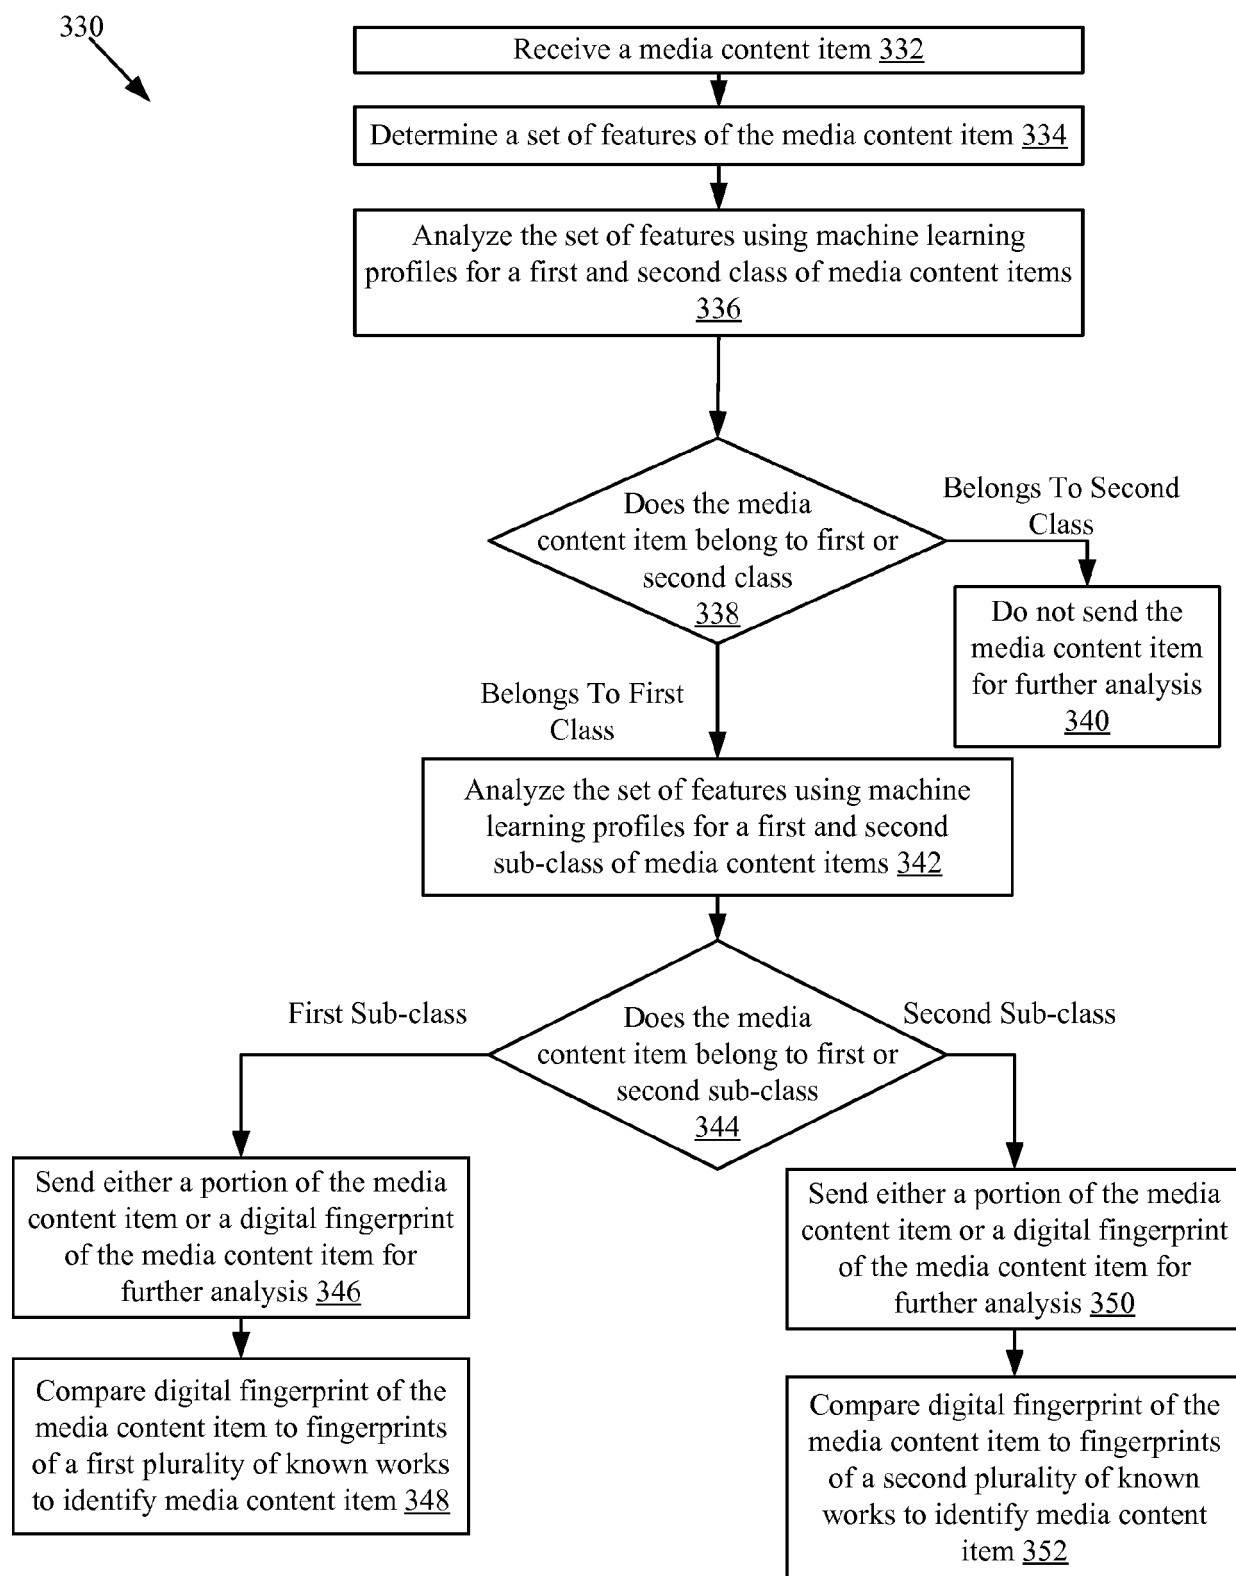 330
Receive a media content item 332
Determine a set of features of the media content item 334
Analyze the set of features using machine learning
profiles for a first and second class of media content items
336
Does the media
content item belong to first or
second class
338
Belongs To Second
Class
Do not send the
media content item
for further analysis
340
Belongs To First
Class
Analyze the set of features using machine
learning profiles for a first and second
sub-class of media content items 342
Does the media
content item belong to first or
second sub-class
344
First Sub-class
Second Sub-class
Send either a portion of the media
content item or a digital fingerprint
of the media content item for
further analysis 346
Compare digital fingerprint of the
media content item to fingerprints
of a first plurality of known works
to identify media content item 348
Send either a portion of the media
content item or a digital fingerprint
of the media content item for
further analysis 350
Compare digital fingerprint of the
media content item to fingerprints
of a second plurality of known
works to identify media content
item 352